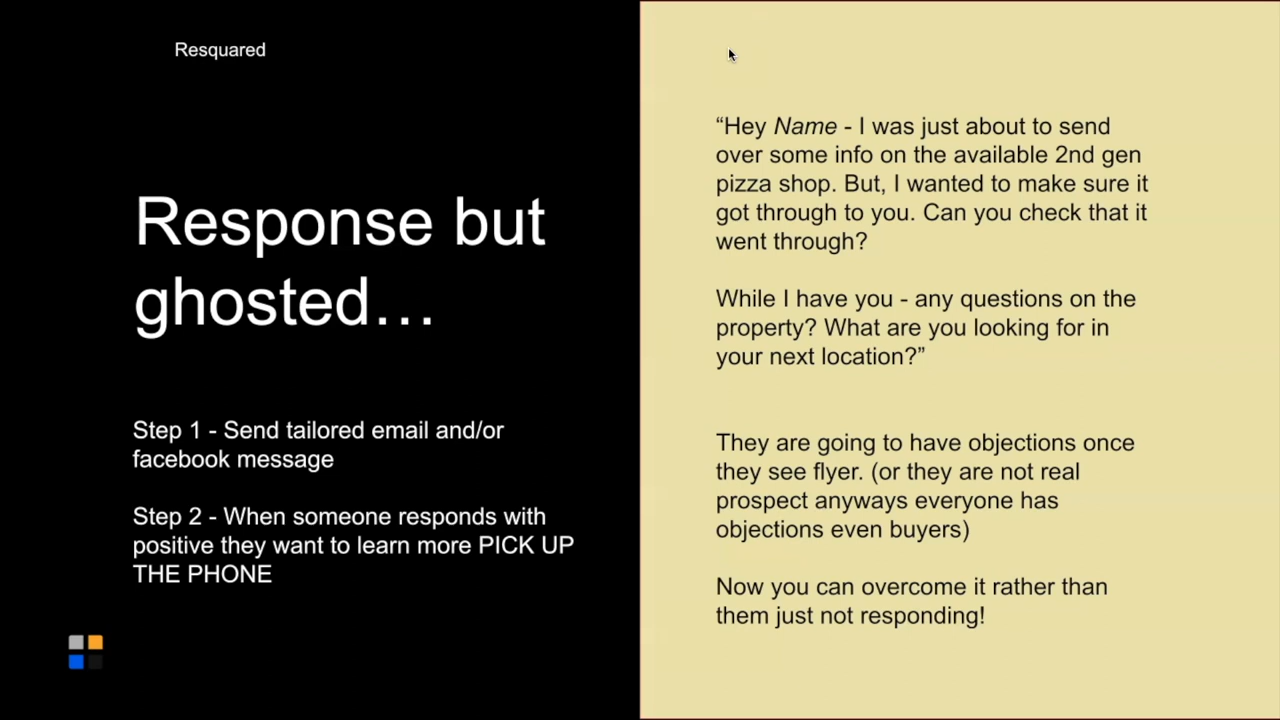 Resquared
Response but
ghosted…
Step 1 - Send tailored email and/or
facebook message
Step 2 - When someone responds with
positive they want to learn more PICK UP
THE PHONE
“Hey Name - I was just about to send
over some info on the available 2nd gen
pizza shop. But, I wanted to make sure it
got through to you. Can you check that it
went through?
While I have you - any questions on the
property? What are you looking for in
your next location?”
They are going to have objections once
they see flyer. (or they are not real
prospect anyways everyone has
objections even buyers)
Now you can overcome it rather than
them just not responding!